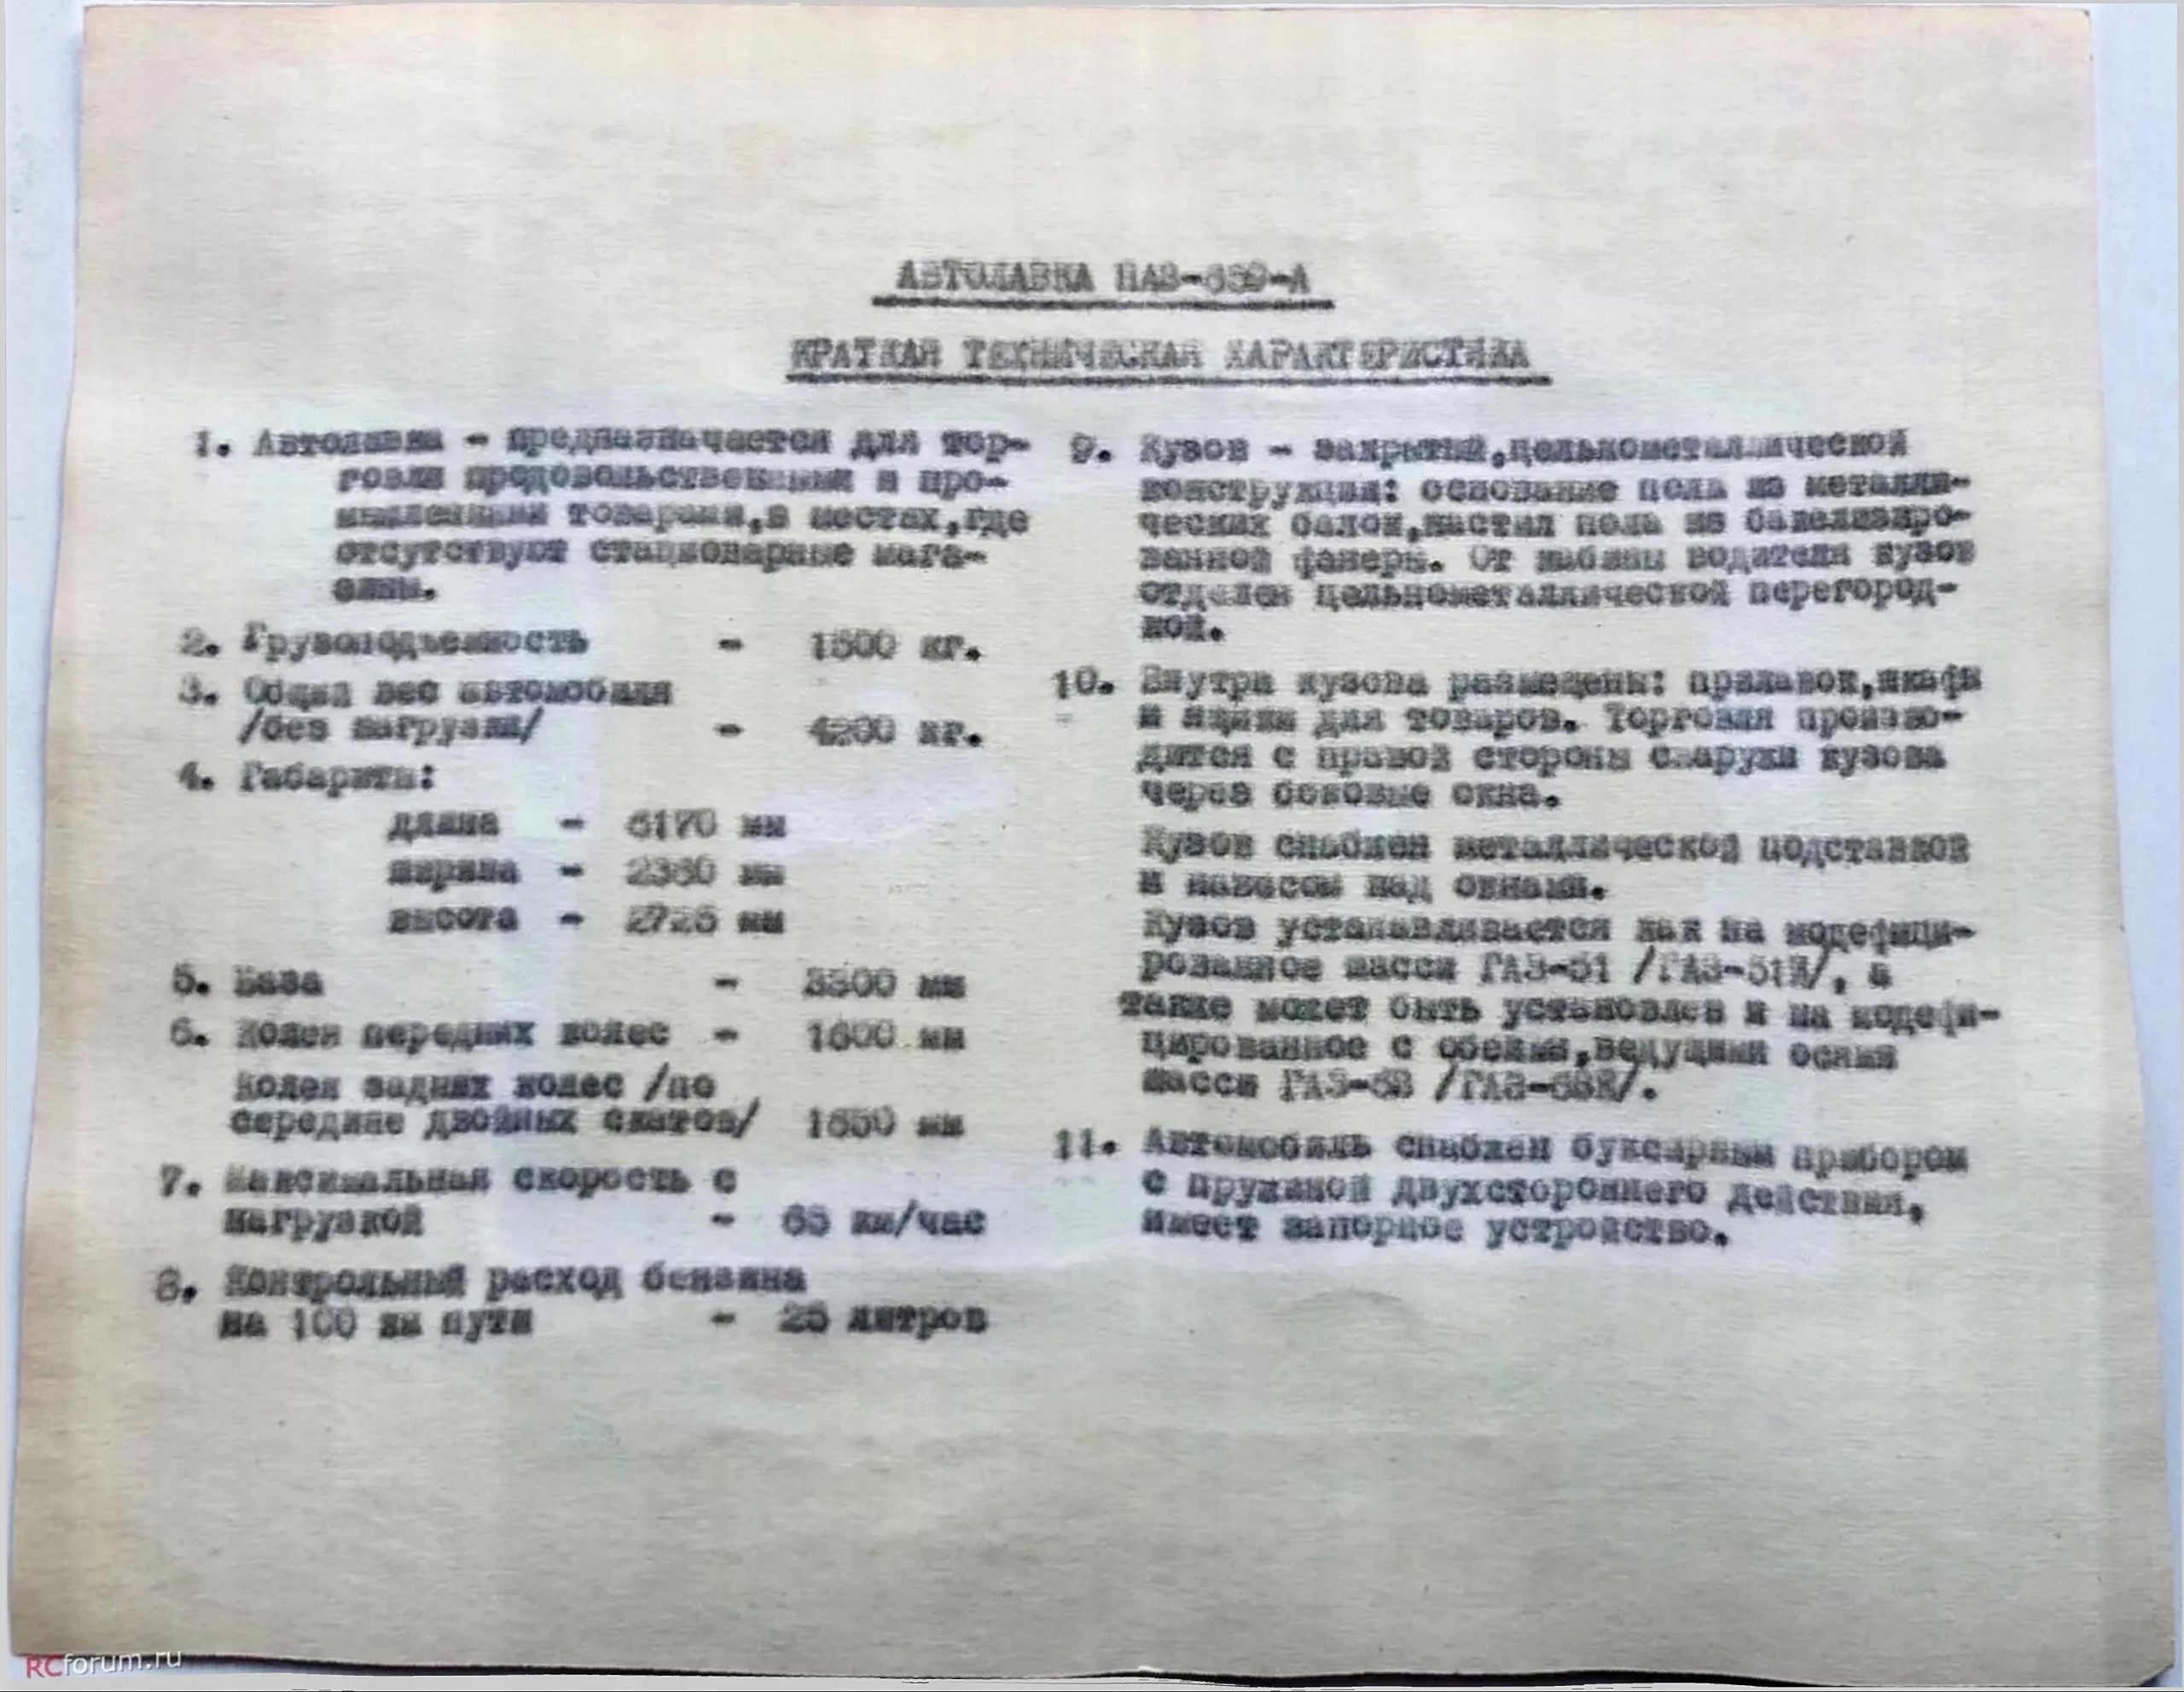 АВТОЛАВКА ПАЗ-659-А
КРАТКАЯ ТЕХНИЧЕСКАЯ ХАРАКТЕРИСТИКА
1. Автолавка - предназначается для тор-
говли продовольственными и про-
мышленными товарами,в местах,где
отсутствуют стационарные мага-
зины.
2. Грузоподъемность - 1500 кг.
3. Общий вес автомобиля
/без нагрузки/ - 4200 кг.
4. Габариты:
длина - 6170 мм
ширина - мм
высота - 2725 мм
5. База - 3300 мм
6. Колея передних колес - 1600 мм
Колея задних колес /по
середине двойных скатов/ 1650 мм
7. Максимальная скорость с
нагрузкой - 65 км/час
8. Контрольный расход бензина
на 100 км пути - 25 литров
9. Кузов - закрытый,цельнометаллической
конструкции: основание пола из металли-
ческих балок,настил пола из бакелизиро-
ванной фанеры. От кабины водителя кузов
отделен цельнометаллической перегород-
кой.
10. Внутри кузова размещены: прилавок,шкафы
и ящики для товаров. Торговля произво-
дится с правой стороны снаружи кузова
через боковые окна.
Кузов снабжен металлической подставкой
и навесом над окнами.
Кузов устанавливается как на модефици-
рованное шасси ГАЗ-51 /, а
также может быть установлен и на модефи-
цированное с обеими,ведущими осями
шасси ГАЗ-63 /.
11. Автомобиль снабжен буксирным прибором
с пружиной двухстороннего действия,
имеет запорное устройство.
RCforum.ru